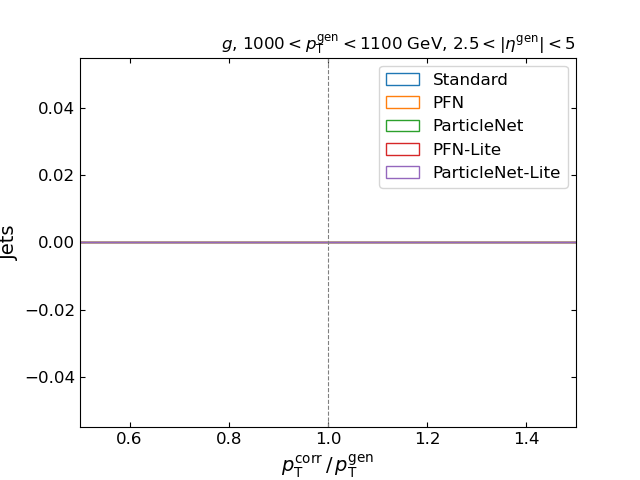 g, 1000 < p_T^gen < 1100 GeV, 2.5 < |η^gen| < 5
Standard
PFN
ParticleNet
PFN-Lite
ParticleNet-Lite
Jets
0.04
0.02
0.00
−0.02
−0.04
0.6 0.8 1.0 1.2 1.4
p_T^corr / p_T^gen